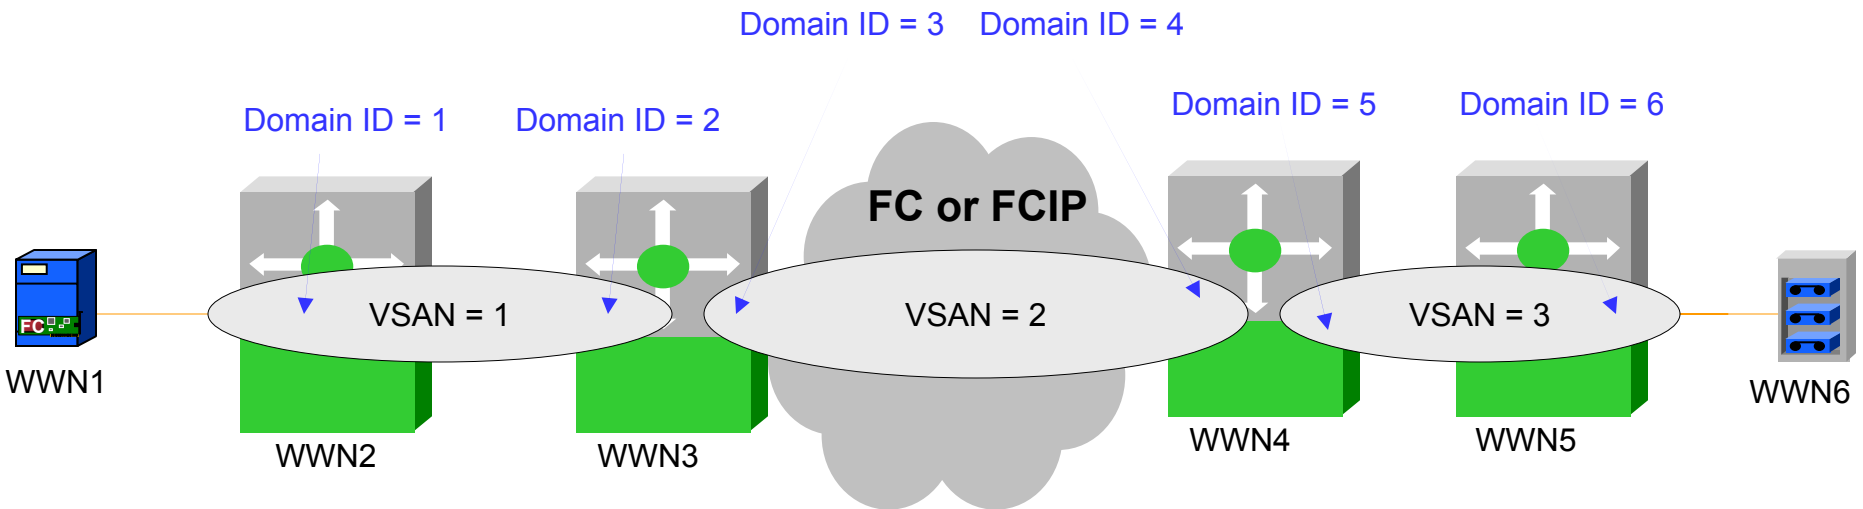 Domain ID = 3 Domain ID = 4
Domain ID = 1 Domain ID = 2 Domain ID = 5 Domain ID = 6
FC or FCIP
VSAN = 1 VSAN = 2 VSAN = 3
FC
WWN1 WWN6
WWN2 WWN3 WWN4 WWN5